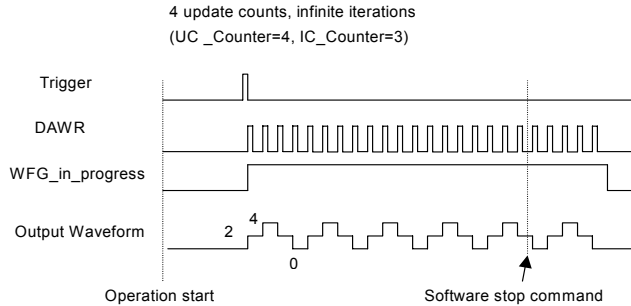 4 update counts, infinite iterations
(UC _Counter=4, IC_Counter=3)
Trigger
DAWR
WFG_in_progress
Output Waveform
4
2
0
Operation start
Software stop command